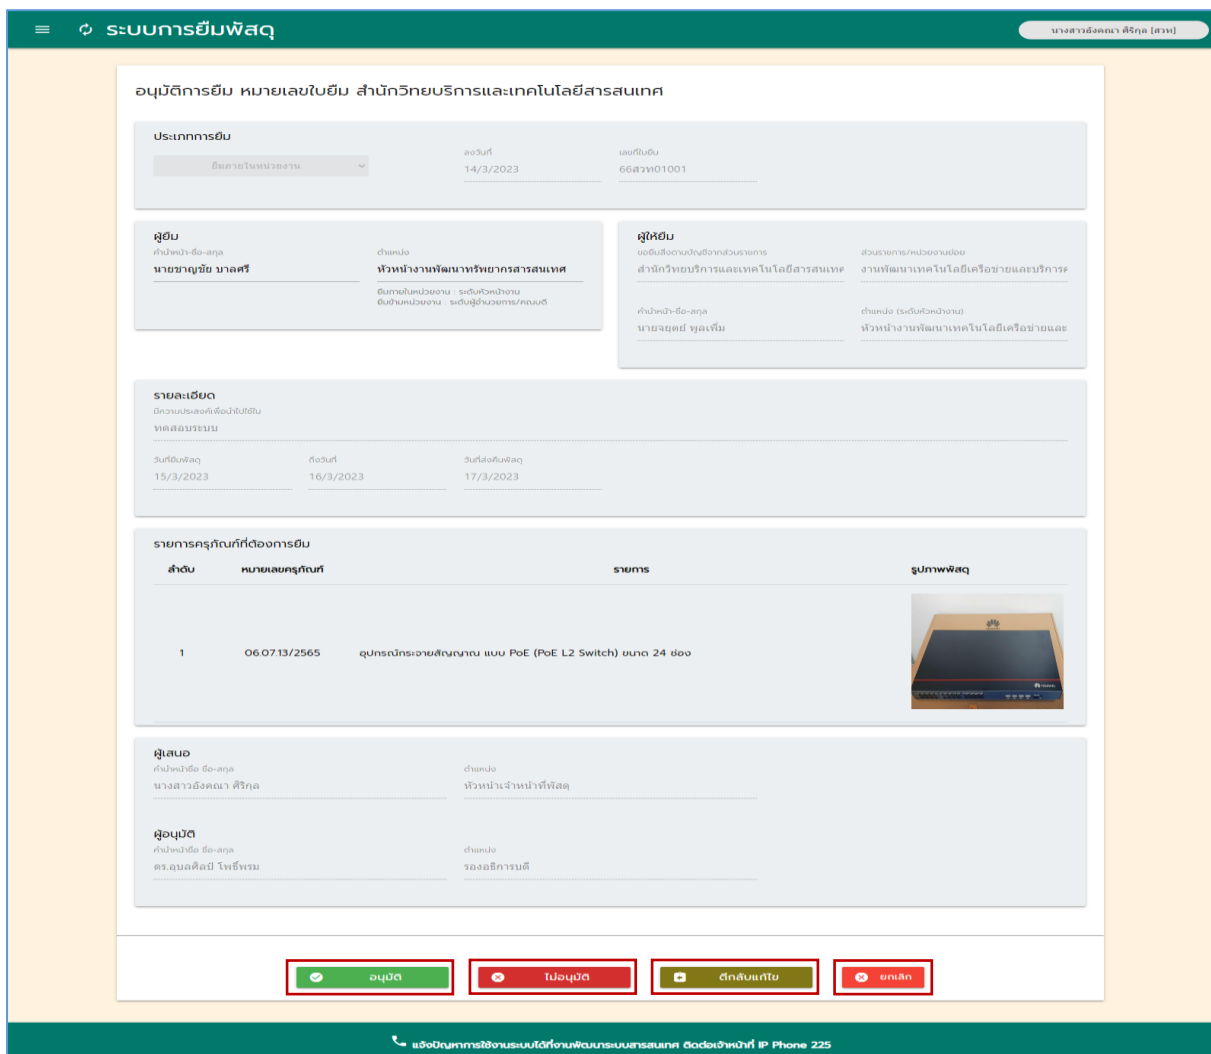 ระบบการยืมพัสดุ
นางสาวอังคณา ศิริกุล [สวท]
อนุมัติการยืม หมายเลขใบยืม สำนักวิทยบริการและเทคโนโลยีสารสนเทศ
ประเภทการยืม
ยืมภายในหน่วยงาน
ลงวันที่
14/3/2023
เลขที่ใบยืม
66สวท01001
ผู้ยืม
คำนำหน้า-ชื่อ-สกุล
นายชาญชัย บาลศรี
ตำแหน่ง
หัวหน้างานพัฒนาทรัพยากรสารสนเทศ
ยืมภายในหน่วยงาน : ระดับหัวหน้างาน
ยืมข้ามหน่วยงาน : ระดับผู้อำนวยการ/คณบดี
ผู้ให้ยืม
ขอยืมสิ่งตามบัญชีจากส่วนราชการ
สำนักวิทยบริการและเทคโนโลยีสารสนเทศ
ส่วนราชการ/หน่วยงานย่อย
งานพัฒนาเทคโนโลยีเครือข่ายและบริการ
คำนำหน้า-ชื่อ-สกุล
นายจยุตย์ พูลเพิ่ม
ตำแหน่ง (ระดับหัวหน้างาน)
หัวหน้างานพัฒนาเทคโนโลยีเครือข่ายและ
รายละเอียด
มีความประสงค์เพื่อนำไปใช้ใน
ทดสอบระบบ
วันที่ยืมพัสดุ
15/3/2023
ถึงวันที่
16/3/2023
วันที่ส่งคืนพัสดุ
17/3/2023
รายการครุภัณฑ์ที่ต้องการยืม
ลำดับ หมายเลขครุภัณฑ์ รายการ รูปภาพพัสดุ
1 06.07.13/2565 อุปกรณ์กระจายสัญญาณ แบบ PoE (PoE L2 Switch) ขนาด 24 ช่อง
ผู้เสนอ
คำนำหน้าชื่อ ชื่อ-สกุล
นางสาวอังคณา ศิริกุล
ตำแหน่ง
หัวหน้าเจ้าหน้าที่พัสดุ
ผู้อนุมัติ
คำนำหน้าชื่อ ชื่อ-สกุล
ดร.อุบลศิลป์ โพธิ์พรม
ตำแหน่ง
รองอธิการบดี
อนุมัติ
ไม่อนุมัติ
ตีกลับแก้ไข
ยกเลิก
แจ้งปัญหาการใช้งานระบบได้ที่งานพัฒนาระบบสารสนเทศ ติดต่อเจ้าหน้าที่ IP Phone 225